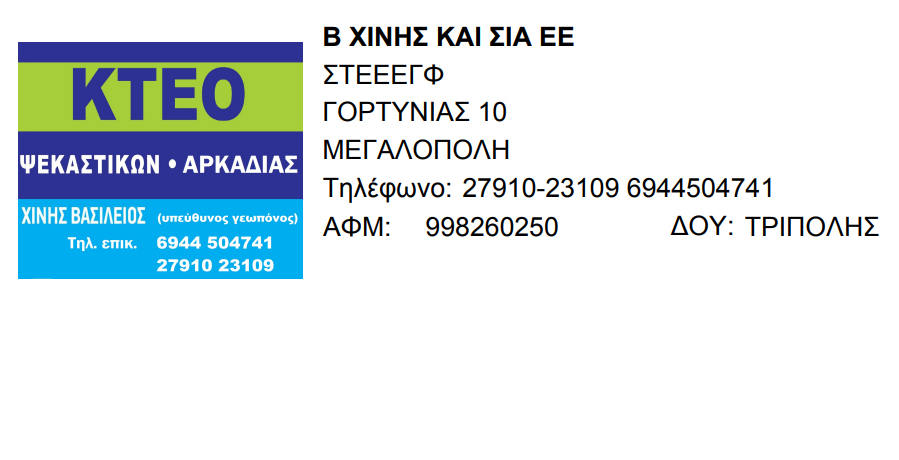 ΚΤΕΟ
ΨΕΚΑΣΤΙΚΩΝ • ΑΡΚΑΔΙΑΣ
ΧΙΝΗΣ ΒΑΣΙΛΕΙΟΣ (υπεύθυνος γεωπόνος)
Τηλ. επικ. 6944 504741
27910 23109
Β ΧΙΝΗΣ ΚΑΙ ΣΙΑ ΕΕ
ΣΤΕΕΕΓΦ
ΓΟΡΤΥΝΙΑΣ 10
ΜΕΓΑΛΟΠΟΛΗ
Τηλέφωνο: 27910-23109 6944504741
ΑΦΜ: 998260250 ΔΟΥ: ΤΡΙΠΟΛΗΣ